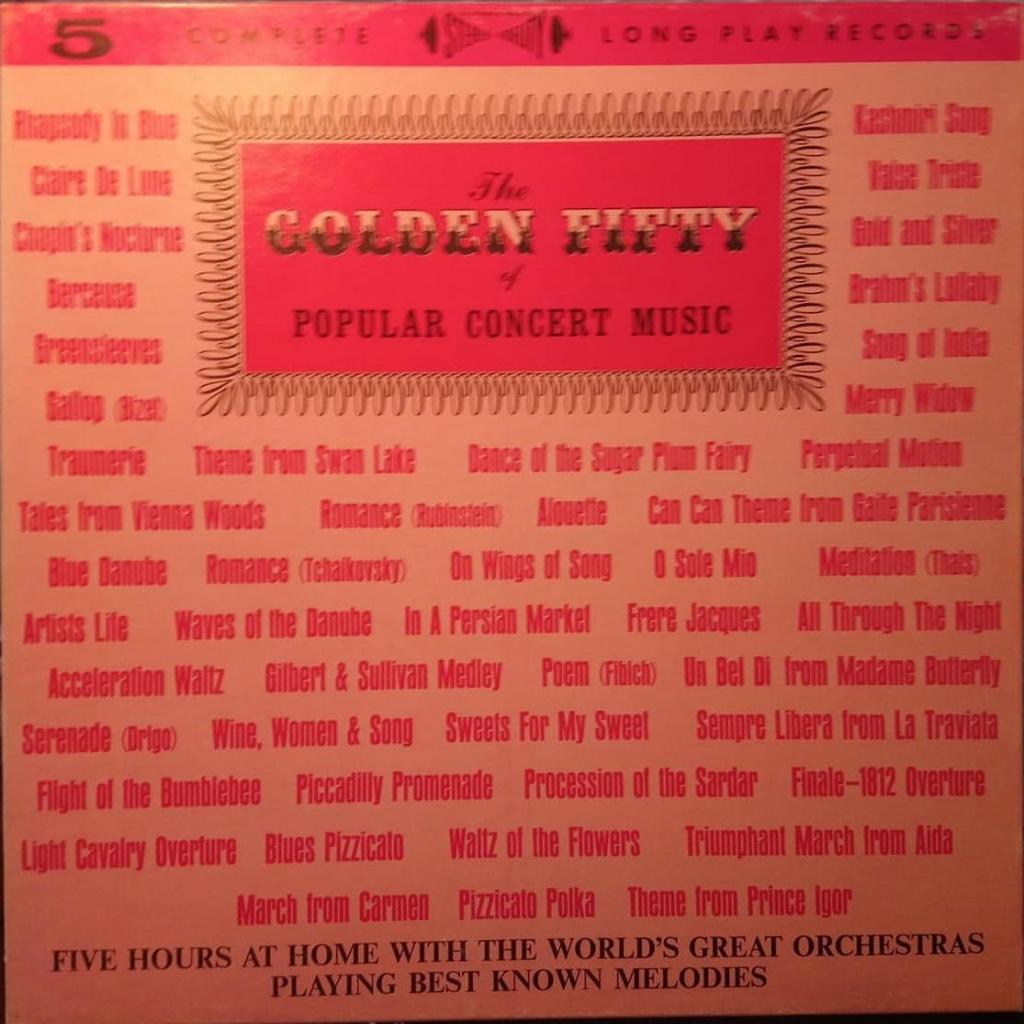 5 COMPLETE STEREO FIDELITY LONG PLAY RECORDS
The
GOLDEN FIFTY
of
POPULAR CONCERT MUSIC
Rhapsody In Blue
Claire De Lune
Chopin's Nocturne
Berceuse
Greensleeves
Gallop (Bizet)
Kashmiri Song
Valse Triste
Gold and Silver
Brahm's Lullaby
Song of India
Merry Widow
Traumerie Theme from Swan Lake Dance of the Sugar Plum Fairy Perpetual Motion
Tales from Vienna Woods Romance (Rubinstein) Alouette Can Can Theme from Gaite Parisienne
Blue Danube Romance (Tchaikovsky) On Wings of Song O Sole Mio Meditation (Thais)
Artists Life Waves of the Danube In A Persian Market Frere Jacques All Through The Night
Acceleration Waltz Gilbert & Sullivan Medley Poem (Fibich) Un Bel Di from Madame Butterfly
Serenade (Drigo) Wine, Women & Song Sweets For My Sweet Sempre Libera from La Traviata
Flight of the Bumblebee Piccadilly Promenade Procession of the Sardar Finale-1812 Overture
Light Cavalry Overture Blues Pizzicato Waltz of the Flowers Triumphant March from Aida
March from Carmen Pizzicato Polka Theme from Prince Igor
FIVE HOURS AT HOME WITH THE WORLD'S GREAT ORCHESTRAS
PLAYING BEST KNOWN MELODIES